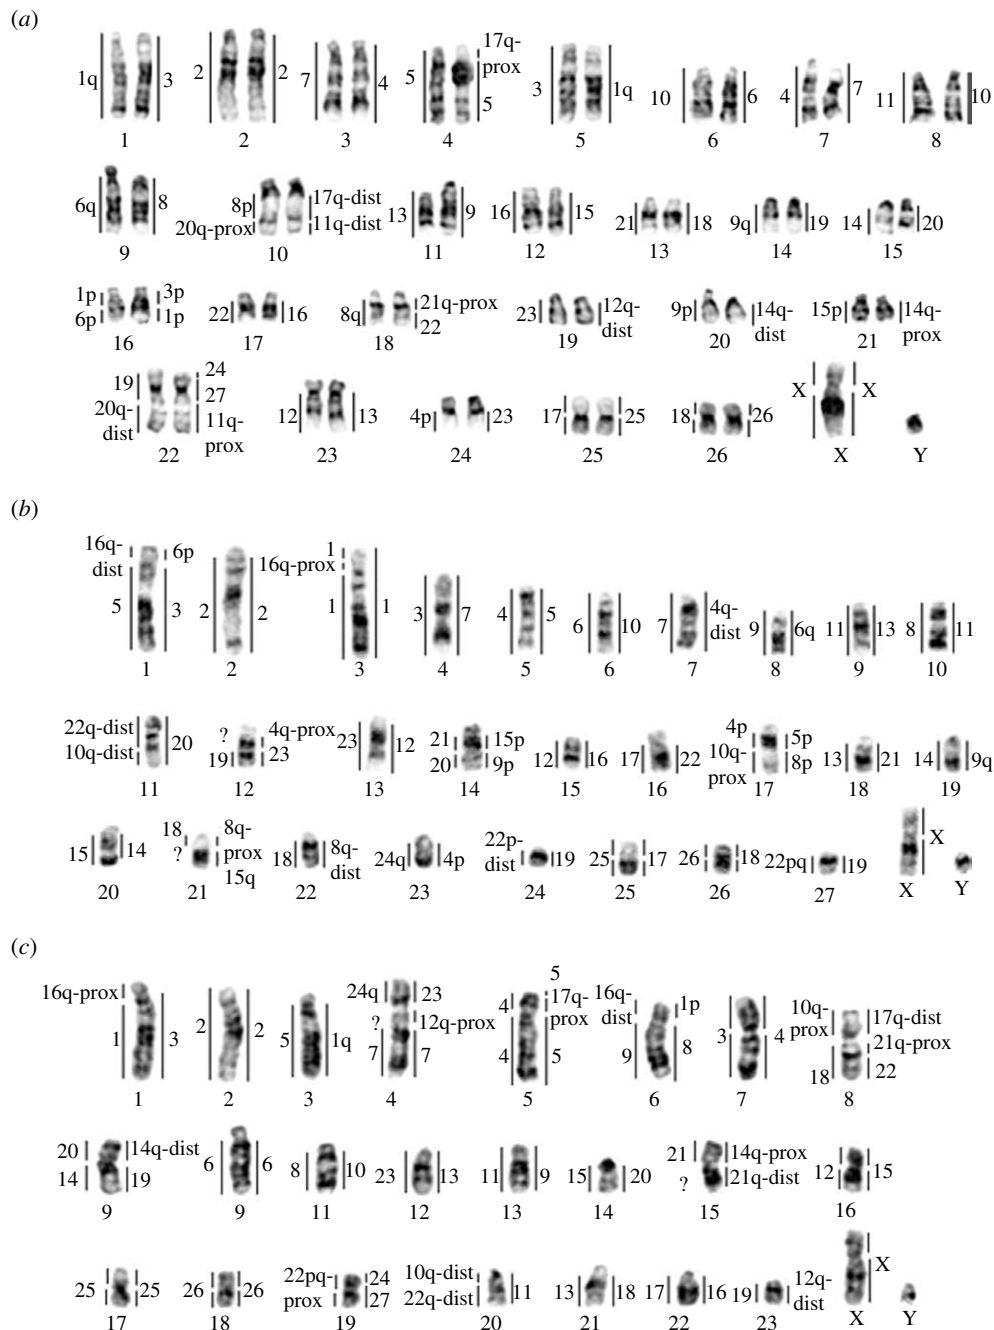 (a)
1q 3 2 2 7 4 5 17q-prox 5 3 1q 10 6 4 7 11 10
1 2 3 4 5 6 7 8
6q 8 8p 20q-prox 17q-dist 11q-dist 13 9 16 15 21 18 9q 19 14 20
9 10 11 12 13 14 15
1p 6p 3p 1p 22 16 8q 21q-prox 22 23 12q-dist 9p 14q-dist 15p 14q-prox
16 17 18 19 20 21
19 20q-dist 24 27 11q-prox 12 13 4p 23 17 25 18 26 X X
22 23 24 25 26 X Y
(b)
16q-dist 5 6p 3 2 2 1 16q-prox 1 1 3 7 4 5 6 10 7 4q-dist 9 6q 11 13 8 11
1 2 3 4 5 6 7 8 9 10
22q-dist 10q-dist 20 ? 19 4q-prox 23 23 12 21 20 15p 9p 12 16 17 22 4p 10q-prox 5p 8p 13 21 14 9q
11 12 13 14 15 16 17 18 19
15 14 18 ? 8q-prox 15q 18 8q-dist 24q 4p 22p-dist 19 25 17 26 18 22pq 19 X
20 21 22 23 24 25 26 27 X Y
(c)
16q-prox 1 3 2 2 5 1q 24q ? 7 23 12q-prox 7 4 4 5 17q-prox 5 16q-dist 9 1p 8 3 4 10q-prox 18 17q-dist 21q-prox 22
1 2 3 4 5 6 7 8
20 14 14q-dist 19 6 6 8 10 23 13 11 9 15 20 21 ? 14q-prox 21q-dist 12 15
9 9 11 12 13 14 15 16
25 25 26 26 22pq-prox 24 27 10q-dist 22q-dist 11 13 18 17 16 19 12q-dist X
17 18 19 20 21 22 23 X Y